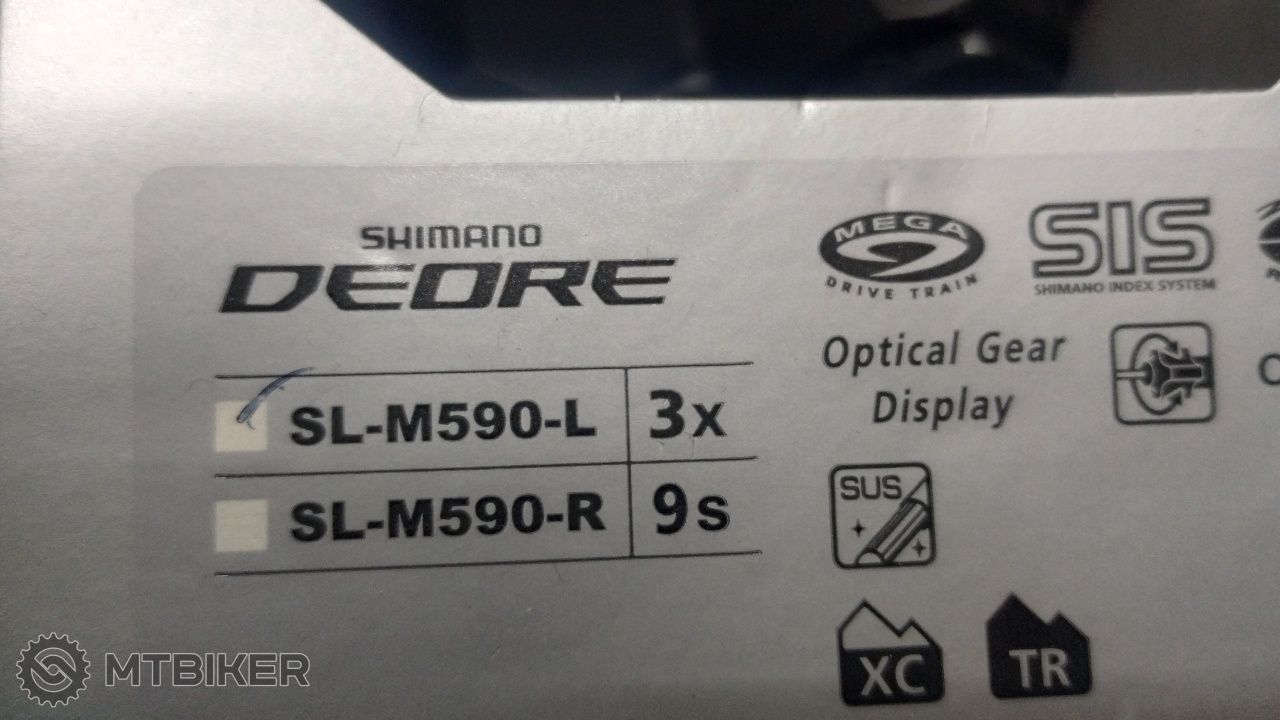 SHIMANO
DEORE
SL-M590-L 3x
SL-M590-R 9s
MEGA
9
DRIVE TRAIN
SIS
SHIMANO INDEX SYSTEM
Optical Gear
Display
SUS
XC
TR
MTBIKER